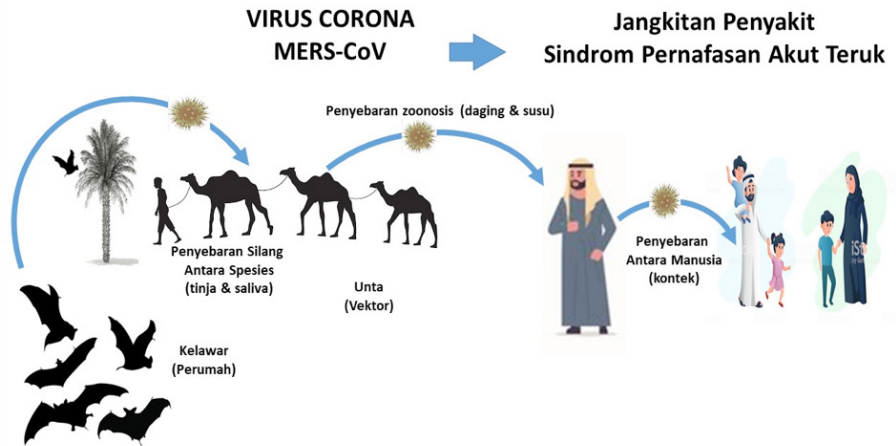 VIRUS CORONA
MERS-CoV
Jangkitan Penyakit
Sindrom Pernafasan Akut Teruk
Penyebaran zoonosis (daging & susu)
Penyebaran Silang
Antara Spesies
(tinja & saliva)
Unta
(Vektor)
Penyebaran
Antara Manusia
(kontek)
Kelawar
(Perumah)